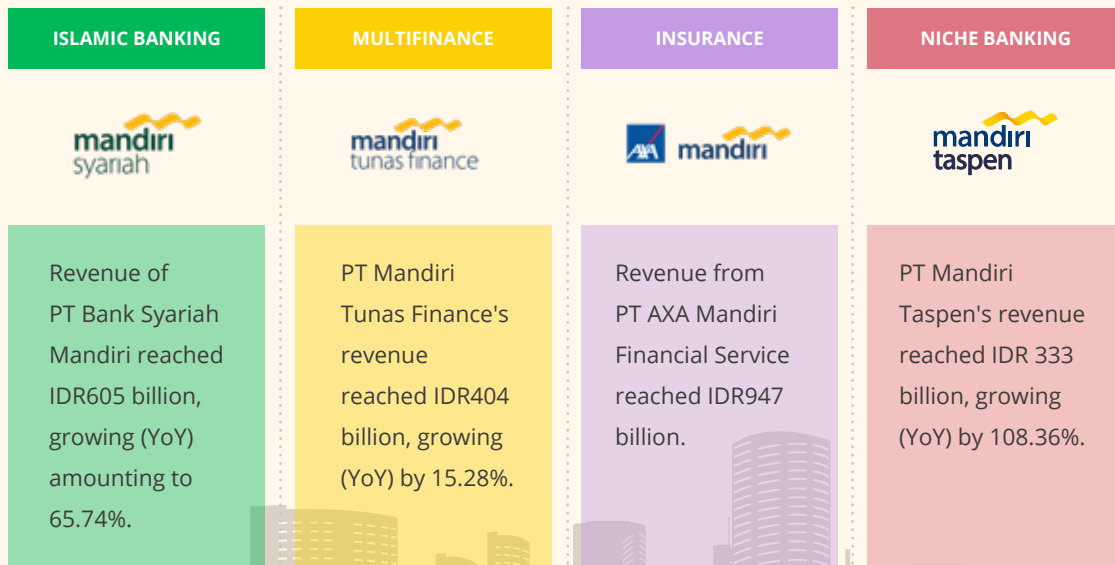 ISLAMIC BANKING
mandiri
syariah
Revenue of
PT Bank Syariah
Mandiri reached
IDR605 billion,
growing (YoY)
amounting to
65.74%.
MULTIFINANCE
mandiri
tunas finance
PT Mandiri
Tunas Finance's
revenue
reached IDR404
billion, growing
(YoY) by 15.28%.
INSURANCE
AXA mandiri
Revenue from
PT AXA Mandiri
Financial Service
reached IDR947
billion.
NICHE BANKING
mandiri
taspen
PT Mandiri
Taspen's revenue
reached IDR 333
billion, growing
(YoY) by 108.36%.